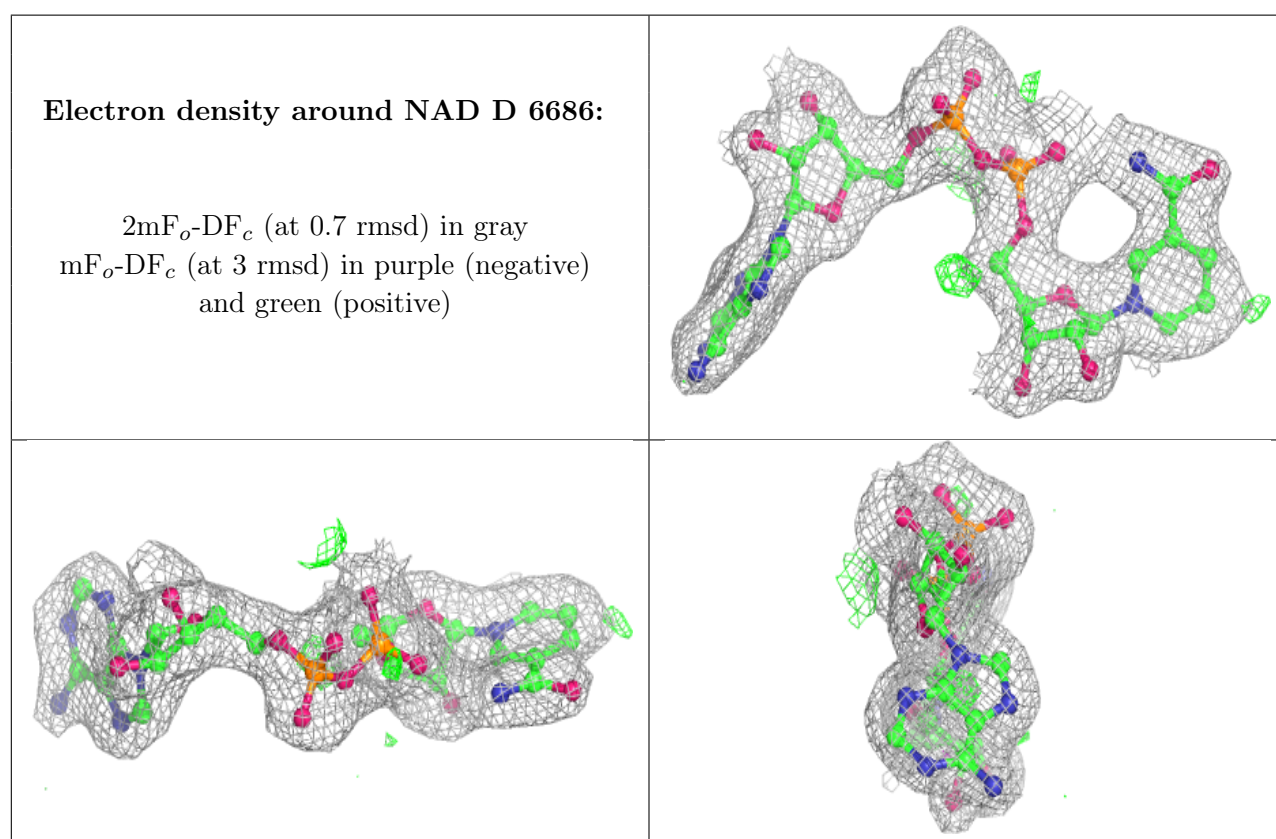 Electron density around NAD D 6686:
2mFo-DFc (at 0.7 rmsd) in gray
mFo-DFc (at 3 rmsd) in purple (negative)
and green (positive)